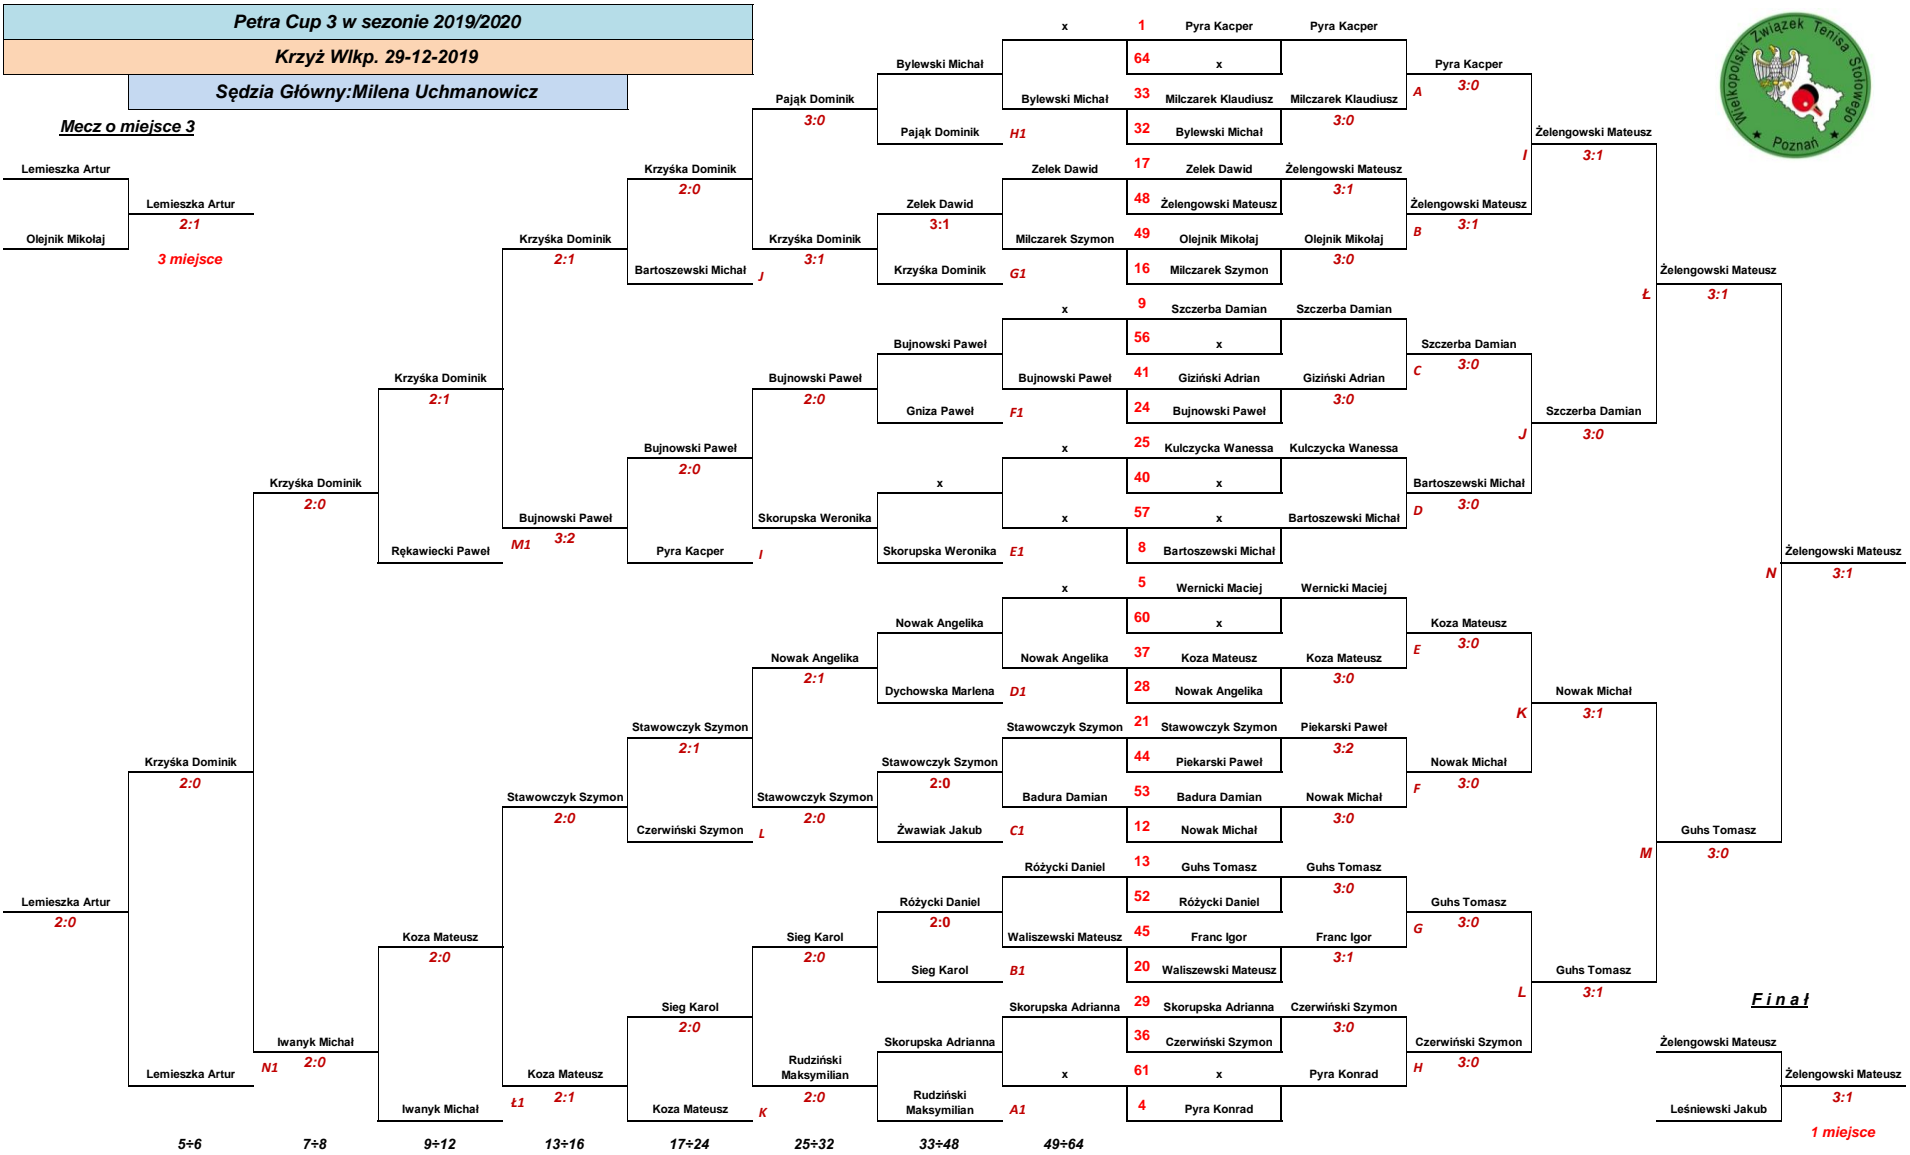 Petra Cup 3 w sezonie 2019/2020
Krzyż Wlkp. 29-12-2019
Sędzia Główny:Milena Uchmanowicz
Wielkopolski Związek Tenisa Stołowego
Poznań
Mecz o miejsce 3
Lemieszka Artur
Olejnik Mikołaj
Lemieszka Artur
2:1
3 miejsce
Lemieszka Artur
2:0
Krzyśka Dominik
2:0
Lemieszka Artur
5÷6
Krzyśka Dominik
2:0
Iwanyk Michał
N1 2:0
7÷8
Krzyśka Dominik
2:1
Rękawiecki Paweł
Koza Mateusz
2:0
Iwanyk Michał
9÷12
Krzyśka Dominik
2:1
Bujnowski Paweł
M1 3:2
Stawowczyk Szymon
2:0
Koza Mateusz
Ł1 2:1
13÷16
Krzyśka Dominik
2:0
Bartoszewski Michał
Bujnowski Paweł
2:0
Pyra Kacper
Stawowczyk Szymon
2:1
Czerwiński Szymon
Sieg Karol
2:0
Koza Mateusz
17÷24
Pająk Dominik
3:0
Krzyśka Dominik
J 3:1
Bujnowski Paweł
2:0
Skorupska Weronika
I
Nowak Angelika
2:1
Stawowczyk Szymon
L 2:0
Sieg Karol
2:0
Rudziński
Maksymilian
K 2:0
25÷32
Bylewski Michał
Pająk Dominik
Zelek Dawid
3:1
Krzyśka Dominik
Bujnowski Paweł
Gniza Paweł
x
Skorupska Weronika
Nowak Angelika
Dychowska Marlena
Stawowczyk Szymon
2:0
Żwawiak Jakub
Różycki Daniel
2:0
Sieg Karol
Skorupska Adrianna
Rudziński
Maksymilian
33÷48
x
Bylewski Michał
H1
Zelek Dawid
Milczarek Szymon
G1
x
Bujnowski Paweł
F1
x
x
E1
x
Nowak Angelika
D1
Stawowczyk Szymon
Badura Damian
C1
Różycki Daniel
Waliszewski Mateusz
B1
Skorupska Adrianna
x
A1
49÷64
1 Pyra Kacper
64 x
33 Milczarek Klaudiusz
32 Bylewski Michał
17 Zelek Dawid
48 Żelengowski Mateusz
49 Olejnik Mikołaj
16 Milczarek Szymon
9 Szczerba Damian
56 x
41 Giziński Adrian
24 Bujnowski Paweł
25 Kulczycka Wanessa
40 x
57 x
8 Bartoszewski Michał
5 Wernicki Maciej
60 x
37 Koza Mateusz
28 Nowak Angelika
21 Stawowczyk Szymon
44 Piekarski Paweł
53 Badura Damian
12 Nowak Michał
13 Guhs Tomasz
52 Różycki Daniel
45 Franc Igor
20 Waliszewski Mateusz
29 Skorupska Adrianna
36 Czerwiński Szymon
61 x
4 Pyra Konrad
Pyra Kacper
Milczarek Klaudiusz
3:0
Żelengowski Mateusz
3:1
Olejnik Mikołaj
3:0
Szczerba Damian
Giziński Adrian
3:0
Kulczycka Wanessa
Bartoszewski Michał
Wernicki Maciej
Koza Mateusz
3:0
Piekarski Paweł
3:2
Nowak Michał
3:0
Guhs Tomasz
3:0
Franc Igor
3:1
Czerwiński Szymon
3:0
Pyra Konrad
Pyra Kacper
A 3:0
Żelengowski Mateusz
B 3:1
Szczerba Damian
C 3:0
Bartoszewski Michał
D 3:0
Koza Mateusz
E 3:0
Nowak Michał
F 3:0
Guhs Tomasz
G 3:0
Czerwiński Szymon
H 3:0
Żelengowski Mateusz
I 3:1
Szczerba Damian
J 3:0
Nowak Michał
K 3:1
Guhs Tomasz
L 3:1
Żelengowski Mateusz
Ł 3:1
Guhs Tomasz
M 3:0
Żelengowski Mateusz
N 3:1
Finał
Żelengowski Mateusz
Leśniewski Jakub
Żelengowski Mateusz
3:1
1 miejsce